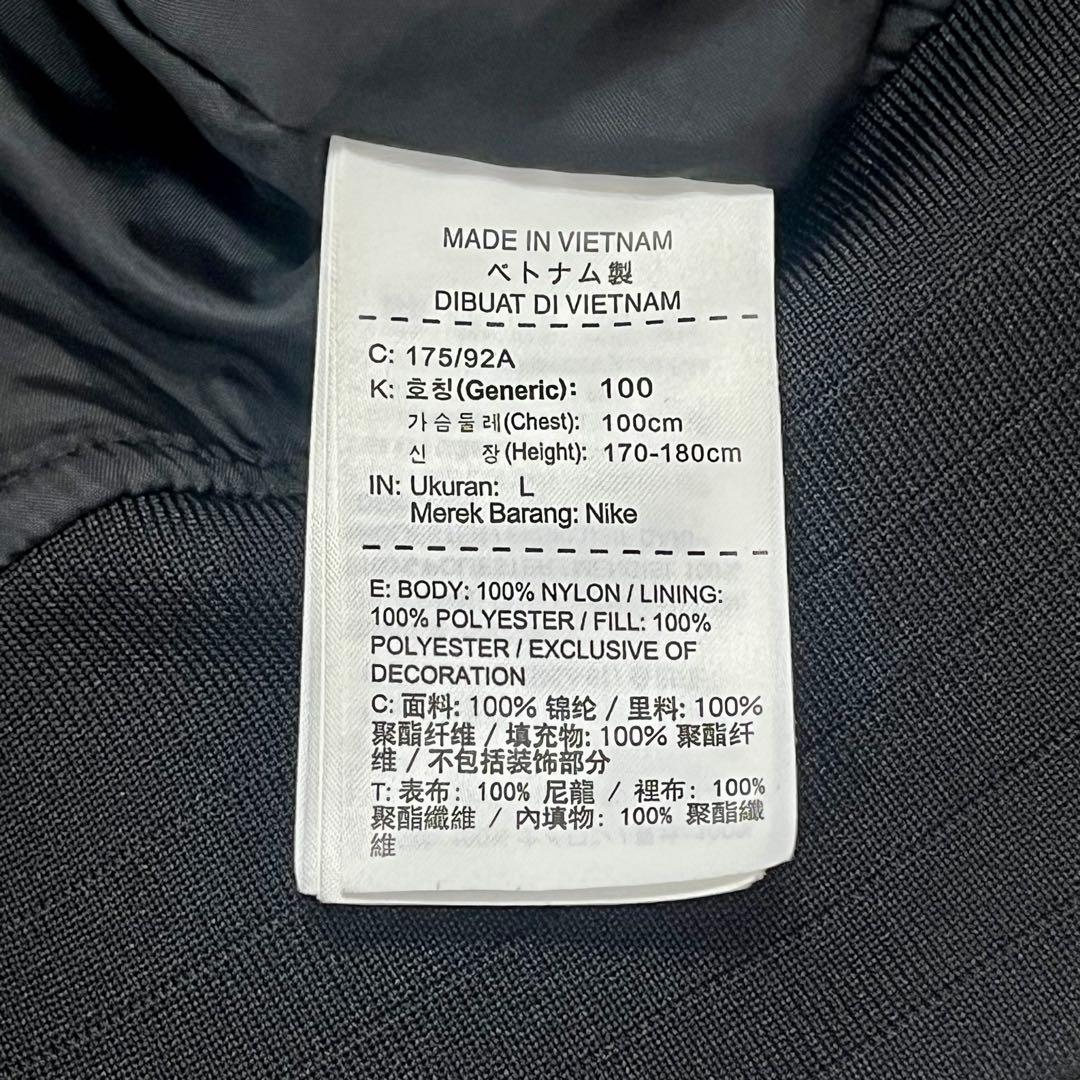 MADE IN VIETNAM
ベトナム製
DIBUAT DI VIETNAM
C: 175/92A
K: 호칭(Generic): 100
가슴둘레(Chest): 100cm
신 장(Height): 170-180cm
IN: Ukuran: L
Merek Barang: Nike
E: BODY: 100% NYLON / LINING:
100% POLYESTER / FILL: 100%
POLYESTER / EXCLUSIVE OF
DECORATION
C: 面料: 100% 锦纶 / 里料: 100%
聚酯纤维 / 填充物: 100% 聚酯纤
维 / 不包括装饰部分
T: 表布: 100% 尼龍 / 裡布: 100%
聚酯纖維 / 內填物: 100% 聚酯纖
維